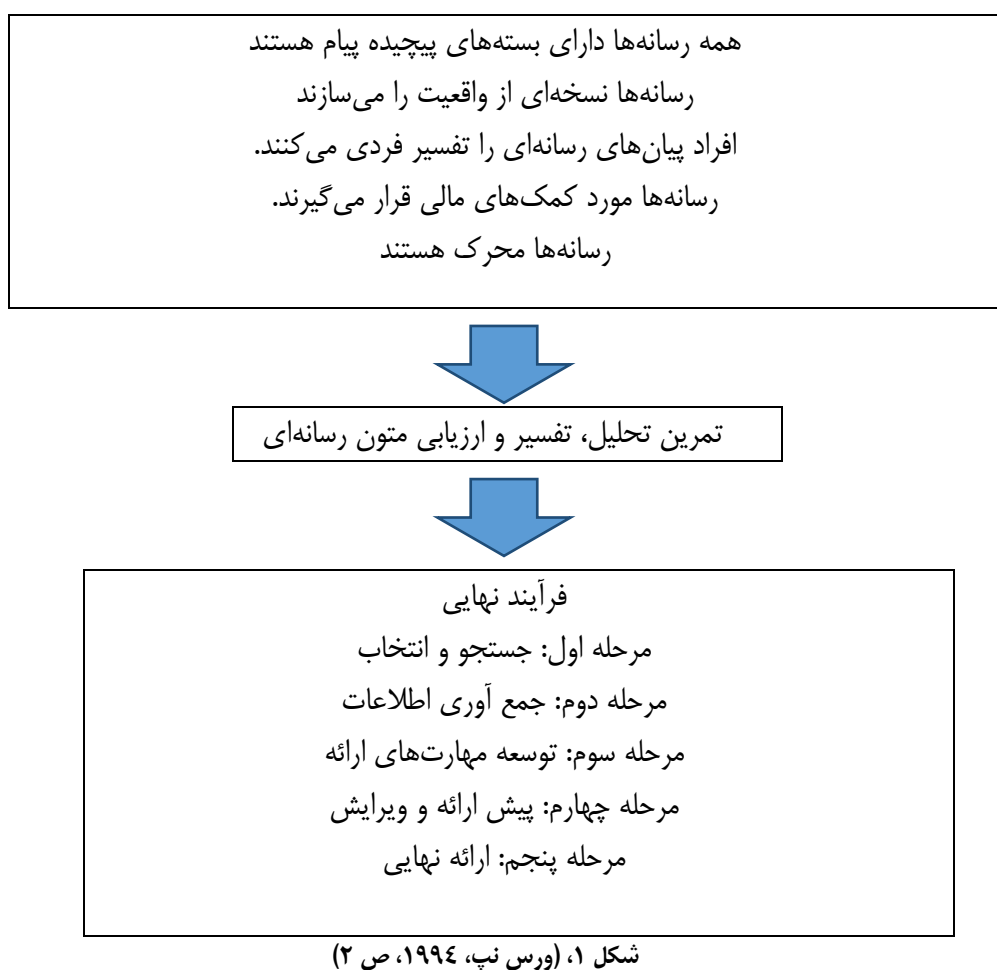 همه رسانه‌ها دارای بسته‌های پیچیده پیام هستند
رسانه‌ها نسخه‌ای از واقعیت را می‌سازند
افراد پیان‌های رسانه‌ای را تفسیر فردی می‌کنند.
رسانه‌ها مورد کمک‌های مالی قرار می‌گیرند.
رسانه‌ها محرک هستند
تمرین تحلیل، تفسیر و ارزیابی متون رسانه‌ای
فرآیند نهایی
مرحله اول: جستجو و انتخاب
مرحله دوم: جمع آوری اطلاعات
مرحله سوم: توسعه مهارت‌های ارائه
مرحله چهارم: پیش ارائه و ویرایش
مرحله پنجم: ارائه نهایی
شکل ۱، (ورس نپ، ۱۹۹٤، ص ۲)